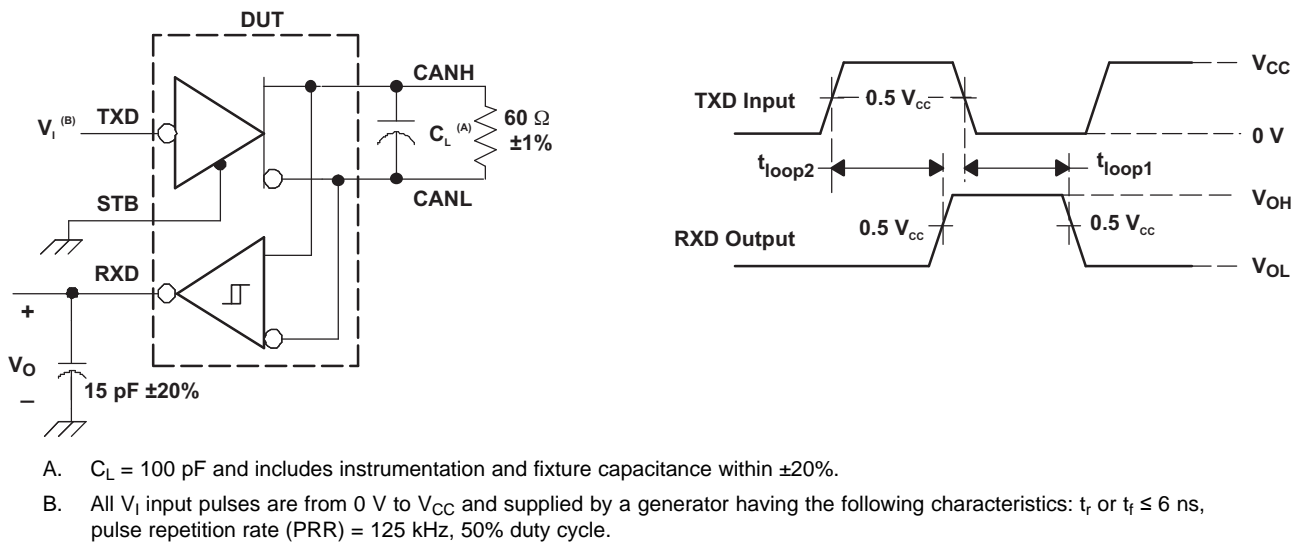 DUT
CANH
TXD
V_I (B)
C_L (A)
60 Ω
±1%
CANL
STB
RXD
+
V_O
–
15 pF ±20%
TXD Input
0.5 V_cc
V_CC
0 V
t_loop2
t_loop1
V_OH
RXD Output
0.5 V_cc
0.5 V_cc
V_OL
A. C_L = 100 pF and includes instrumentation and fixture capacitance within ±20%.
B. All V_I input pulses are from 0 V to V_CC and supplied by a generator having the following characteristics: t_r or t_f ≤ 6 ns,
pulse repetition rate (PRR) = 125 kHz, 50% duty cycle.